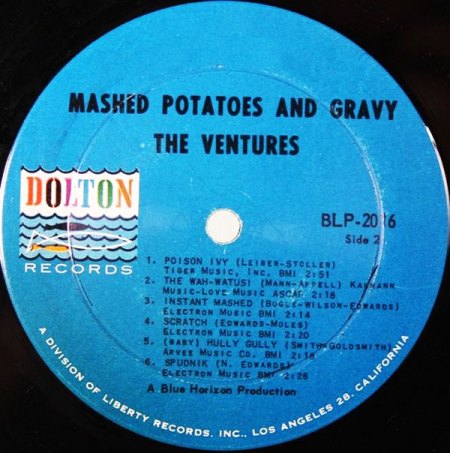 MASHED POTATOES AND GRAVY
THE VENTURES
DOLTON
RECORDS
BLP-2016
Side 2
1. POISON IVY (LEIBER-STOLLER)
TIGER MUSIC, INC. BMI 2:51
2. THE WAH-WATUSI (MANN-APPELL) KALMANN
MUSIC-LOVE MUSIC ASCAP 2:18
3. INSTANT MASHED (BOGLE-WILSON-EDWARDS)
ELECTRON MUSIC BMI 2:14
4. SCRATCH (EDWARDS-MOLES)
ELECTRON MUSIC BMI 2:20
5. (BABY) HULLY GULLY (SMITH-GOLDSMITH)
ARVEE MUSIC CO. BMI 2:18
6. SPUDNIK (N. EDWARDS)
ELECTRON MUSIC BMI 2:26
A Blue Horizon Production
A DIVISION OF LIBERTY RECORDS, INC., LOS ANGELES 28, CALIFORNIA